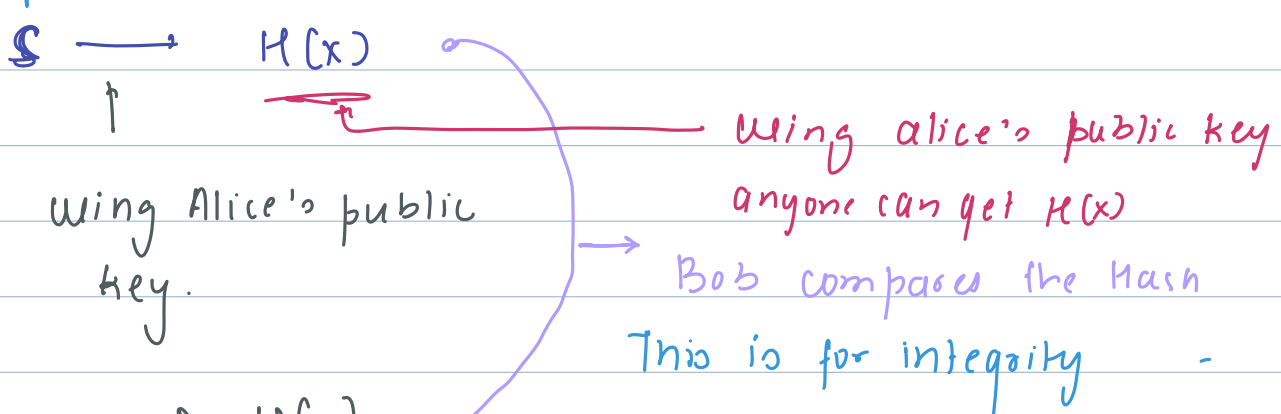 S → H(x)
using alice's public key
anyone can get H(x)
using Alice's public
key.
Bob compares the Hash
This is for integrity -